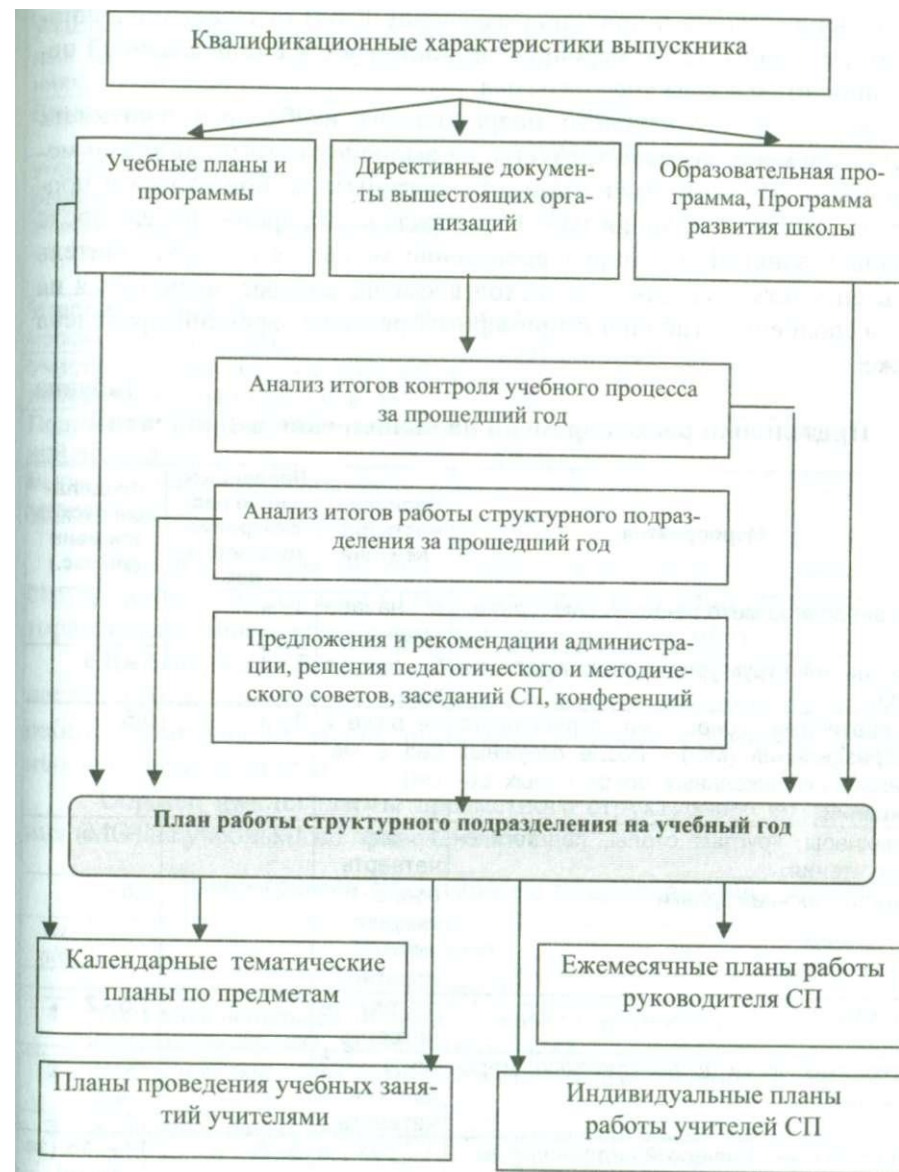 Квалификационные характеристики выпускника
Учебные планы и
программы
Директивные докумен-
ты вышестоящих орга-
низаций
Образовательная про-
грамма, Программа
развития школы
Анализ итогов контроля учебного процесса
за прошедший год
Анализ итогов работы структурного подраз-
деления за прошедший год
Предложения и рекомендации администра-
ции, решения педагогического и методиче-
ского советов, заседаний СП, конференций
План работы структурного подразделения на учебный год
Календарные тематические
планы по предметам
Ежемесячные планы работы
руководителя СП
Планы проведения учебных заня-
тий учителями
Индивидуальные планы
работы учителей СП